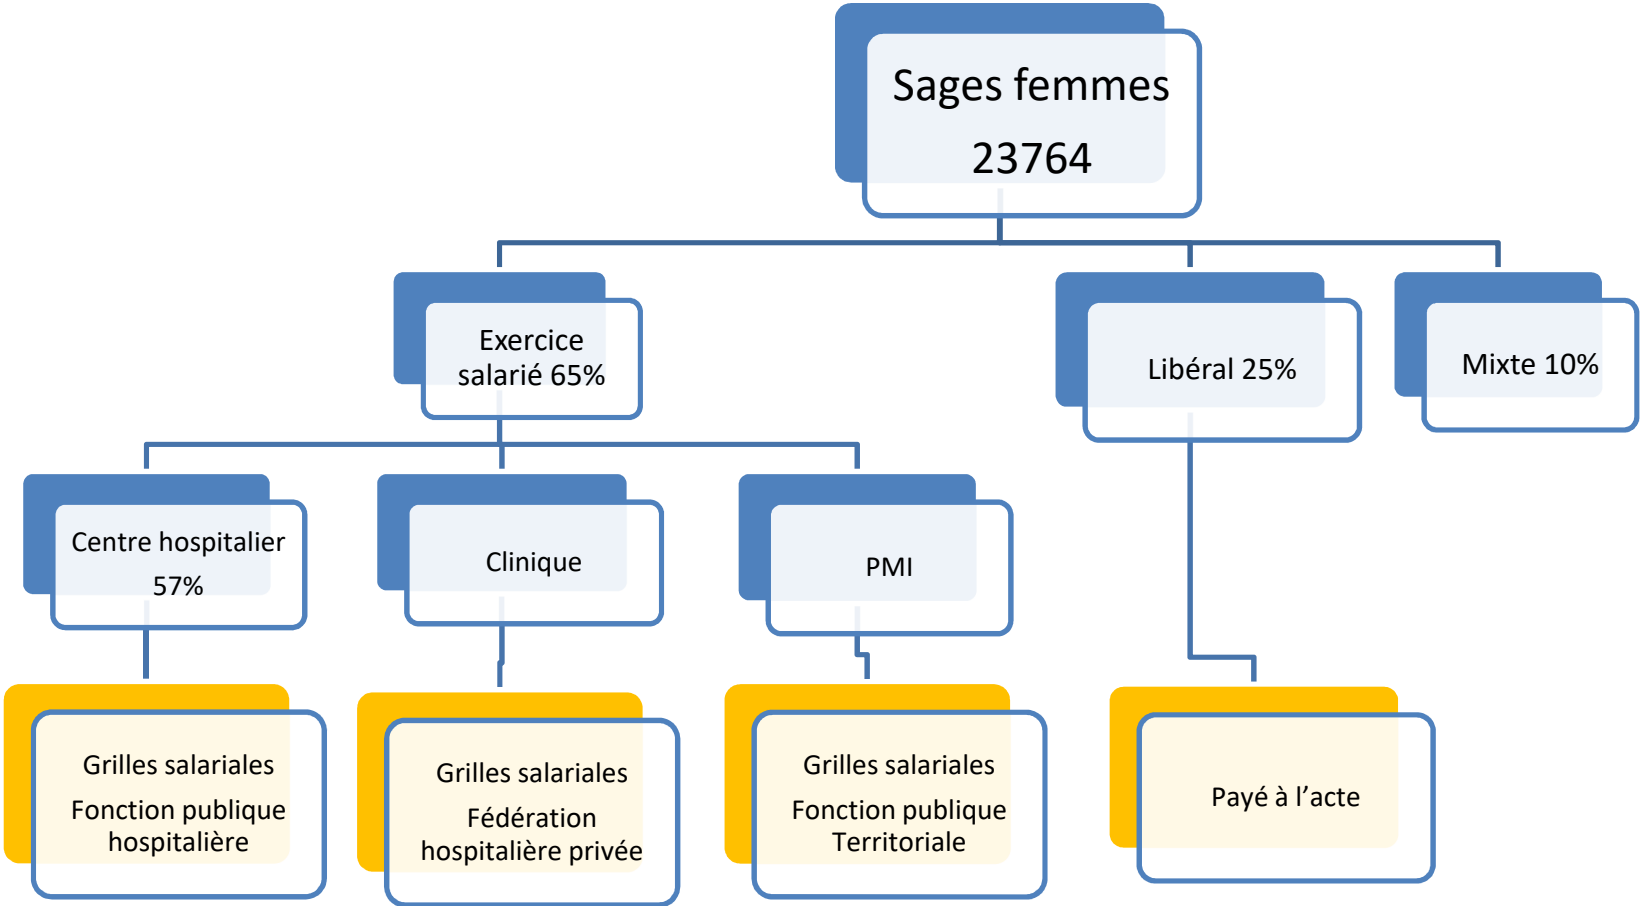 Sages femmes
23764
Exercice
salarié 65%
Libéral 25%
Mixte 10%
Centre hospitalier
57%
Clinique
PMI
Grilles salariales
Fonction publique
hospitalière
Grilles salariales
Fédération
hospitalière privée
Grilles salariales
Fonction publique
Territoriale
Payé à l’acte